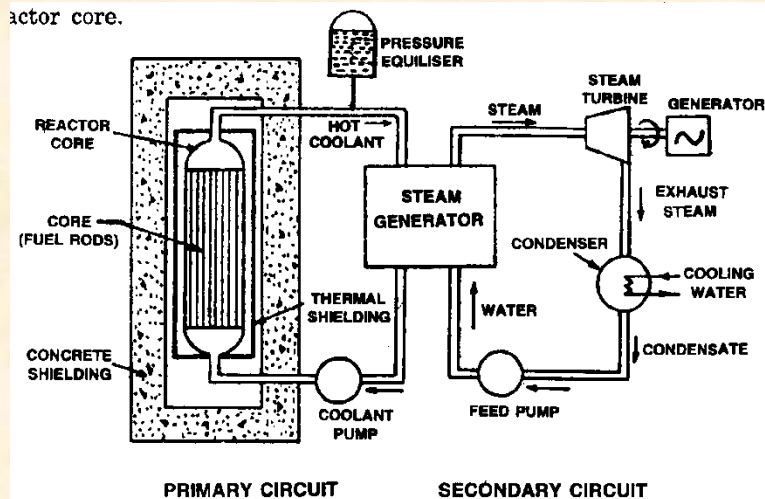 actor core.
PRESSURE
EQUILISER
STEAM
TURBINE
GENERATOR
STEAM
HOT
COOLANT
REACTOR
CORE
STEAM
GENERATOR
EXHAUST
STEAM
CORE
(FUEL RODS)
CONDENSER
COOLING
WATER
THERMAL
SHIELDING
WATER
CONCRETE
SHIELDING
CONDENSATE
COOLANT
PUMP
FEED PUMP
PRIMARY CIRCUIT
SECONDARY CIRCUIT